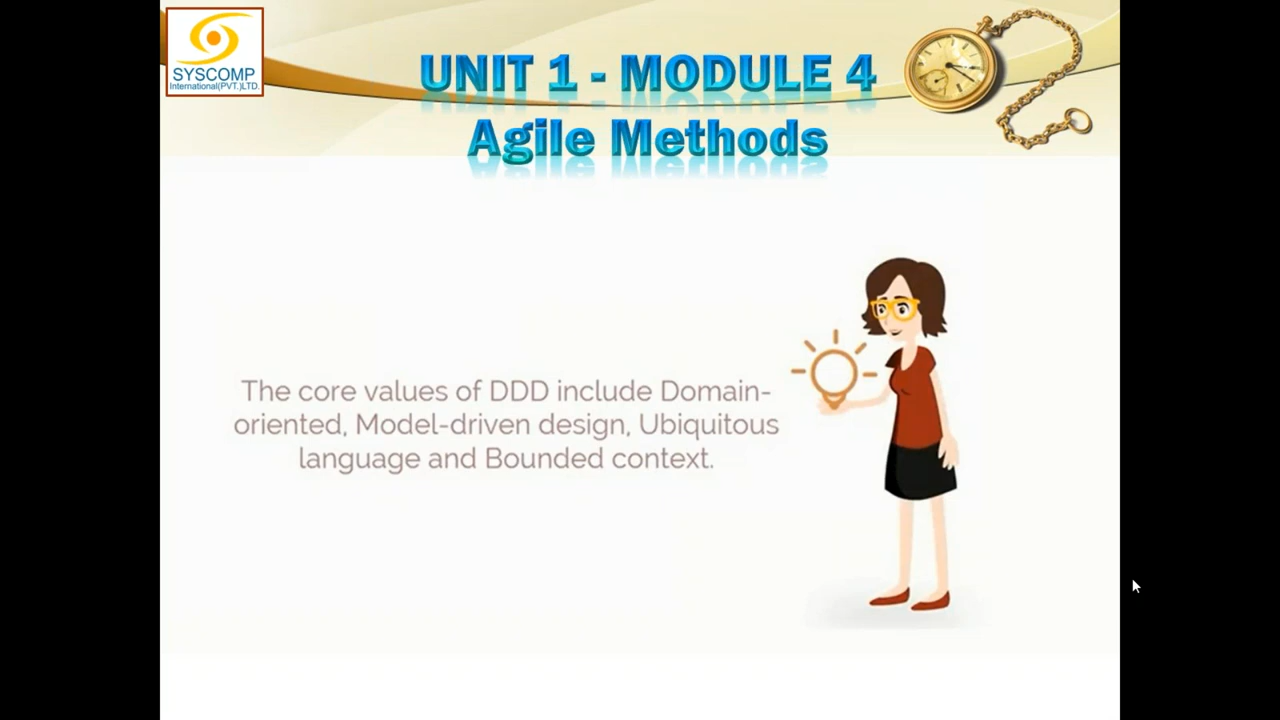 SYSCOMP
International(PVT.)LTD.
UNIT 1 - MODULE 4
Agile Methods
The core values of DDD include Domain-
oriented, Model-driven design, Ubiquitous
language and Bounded context.